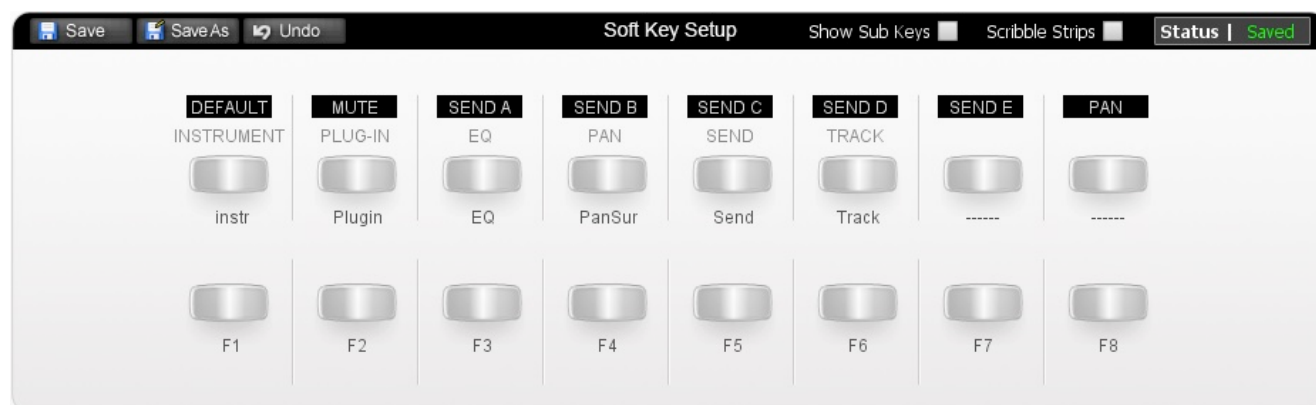 Save Save As Undo Soft Key Setup Show Sub Keys Scribble Strips Status | Saved
DEFAULT MUTE SEND A SEND B SEND C SEND D SEND E PAN
INSTRUMENT PLUG-IN EQ PAN SEND TRACK
instr Plugin EQ PanSur Send Track ------ ------
F1 F2 F3 F4 F5 F6 F7 F8